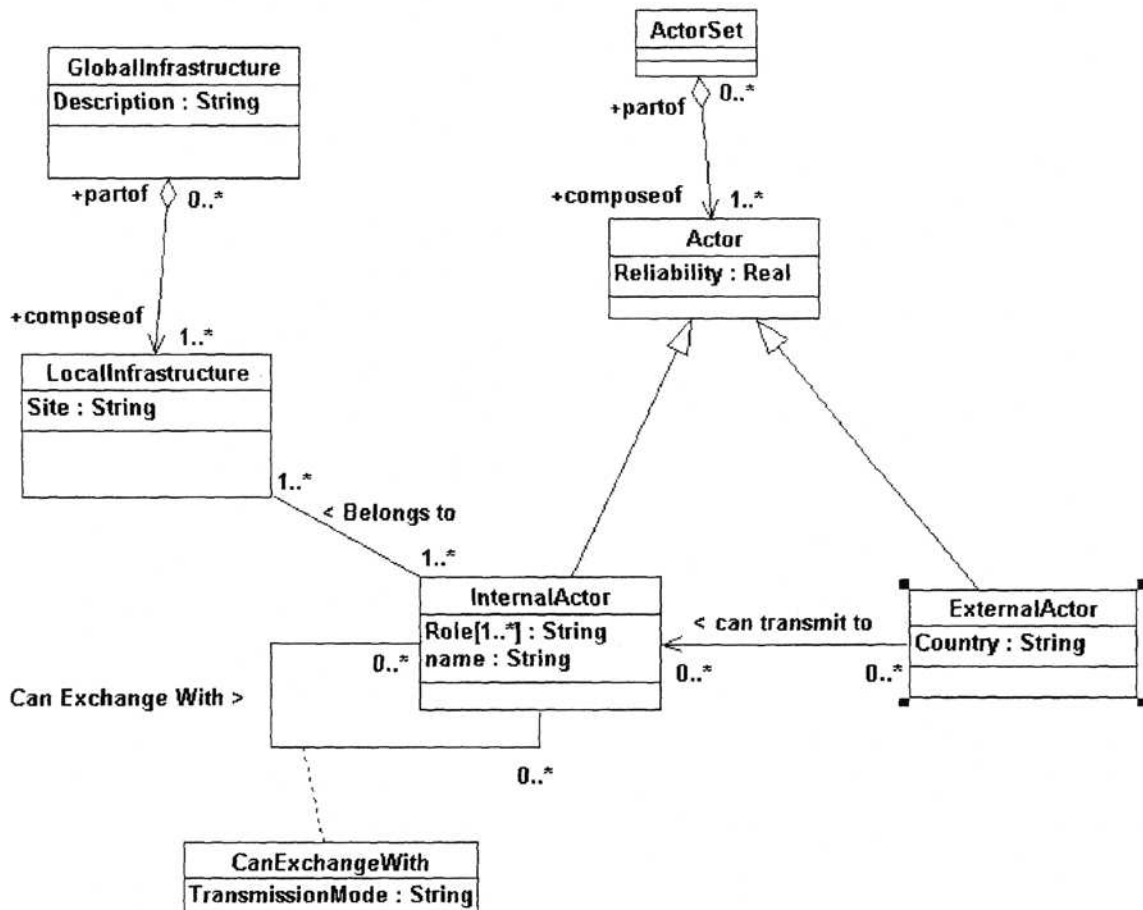 ActorSet
+partof
0..*
+composeof
1..*
Actor
Reliability : Real
GlobalInfrastructure
Description : String
+partof
0..*
+composeof
1..*
LocalInfrastructure
Site : String
1..*
< Belongs to
1..*
InternalActor
Role[1..*] : String
name : String
0..*
< can transmit to
0..*
0..*
ExternalActor
Country : String
Can Exchange With >
0..*
CanExchangeWith
TransmissionMode : String